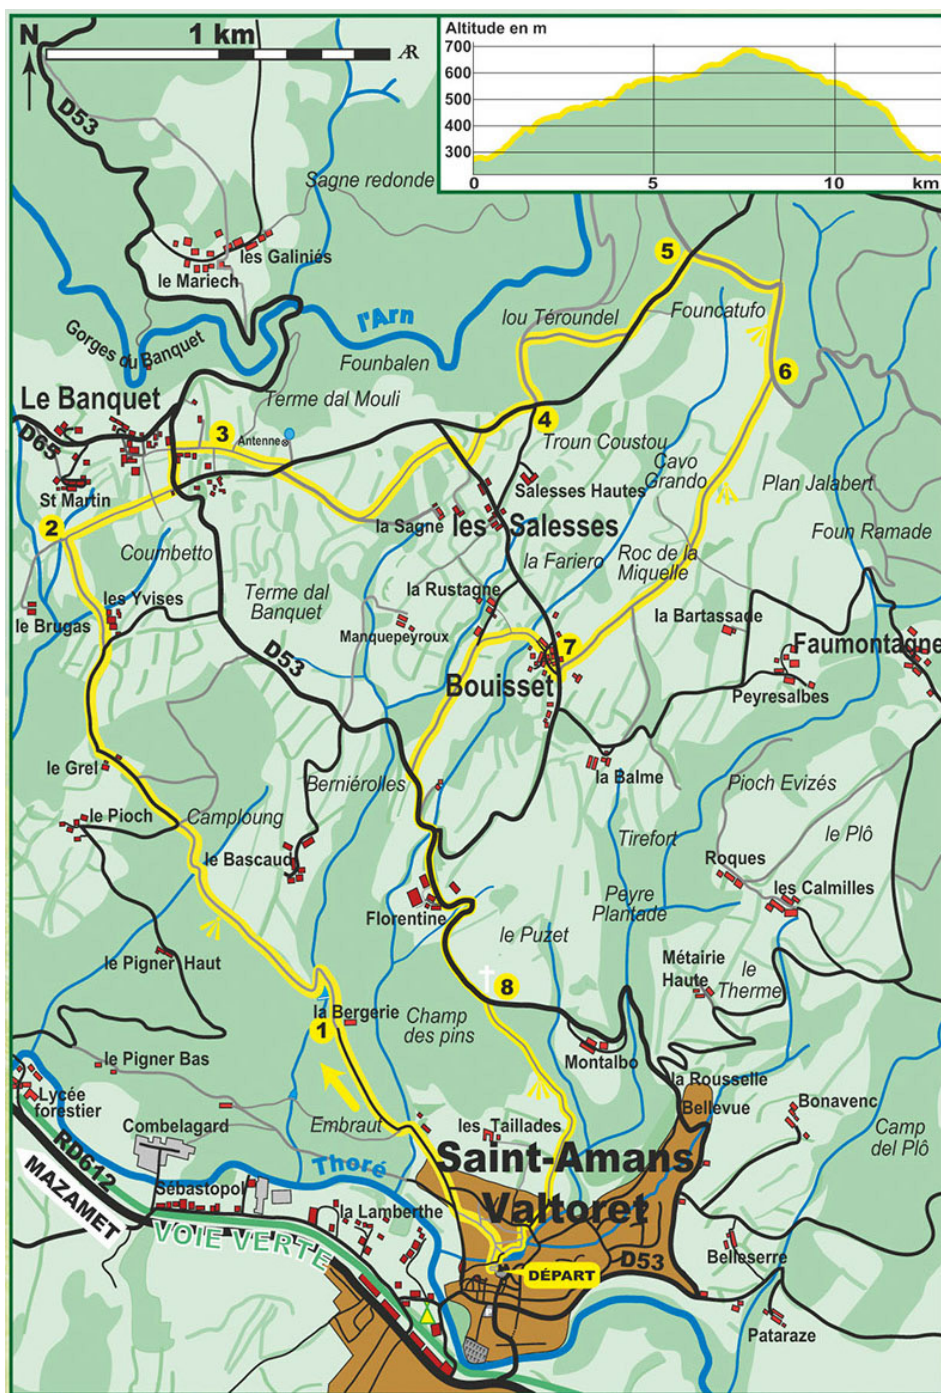 N
1 km
AR
Altitude en m
700
600
500
400
300
0
5
10
km
D53
Sagne redonde
les Galiniés
le Mariech
5
l'Arn
lou Téroundel
Founcatufo
Gorges du Banquet
Founbalen
6
Le Banquet
Terme dal Mouli
4
3
Antenne
Troun Coustou
D65
Cavo
Grando
Salesses Hautes
Plan Jalabert
St Martin
2
la Sagne
les Salesses
Foun Ramade
Coumbetto
la Fariero
Roc de la
Miquelle
Terme dal
Banquet
la Rustagne
les Yvises
le Brugas
Manquepeyroux
la Bartassade
7
Faumontagne
D53
Bouisset
Peyresalbes
le Grel
la Balme
Berniérolles
Pioch Evizés
le Pioch
Camploung
Tirefort
le Plô
le Bascaud
Roques
les Calmilles
Florentine
Peyre
Plantade
le Puzet
le Pigner Haut
Métairie
Haute
le
Therme
8
la Bergerie
1
Champ
des pins
Montalbo
le Pigner Bas
la Rousselle
Bellevue
Lycée
forestier
Bonavenc
Combelagard
Embraut
les Taillades
Camp
del Plô
RD612
Thoré
Saint-Amans
Valtoret
MAZAMET
Sébastopol
la Lamberthe
VOIE VERTE
Belleserre
DÉPART
D53
Pataraze